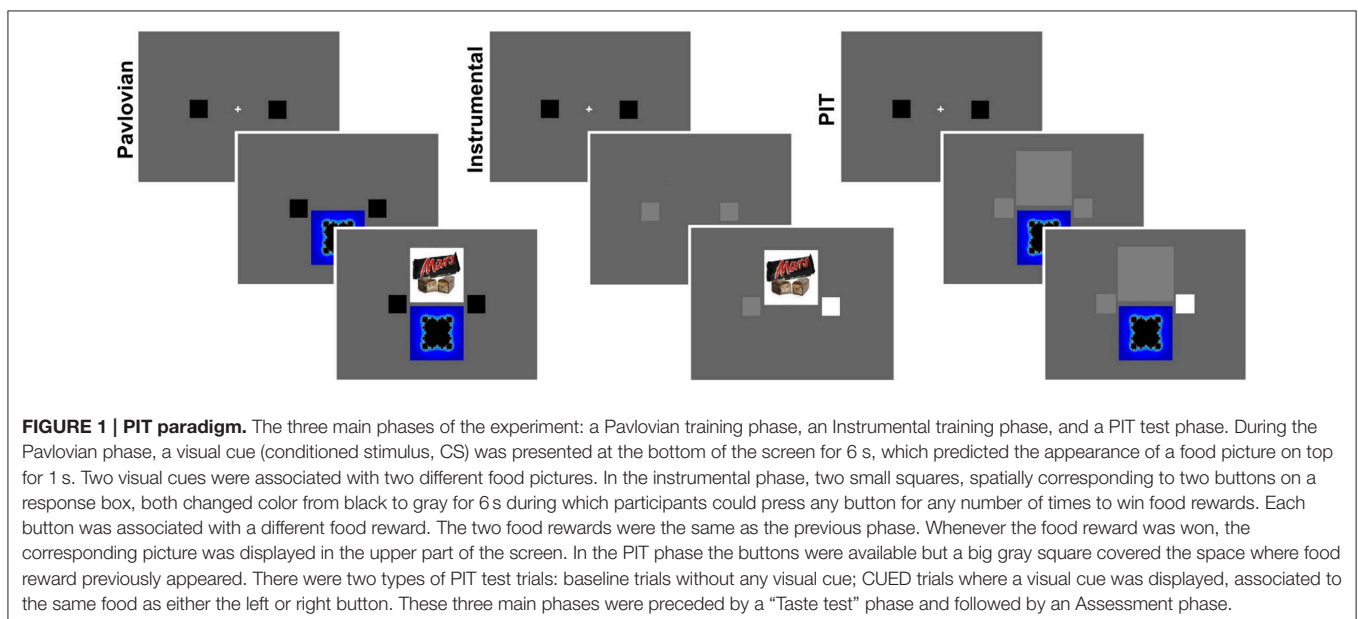 Pavlovian
Instrumental
PIT
Mars
Mars
FIGURE 1 | PIT paradigm. The three main phases of the experiment: a Pavlovian training phase, an Instrumental training phase, and a PIT test phase. During the
Pavlovian phase, a visual cue (conditioned stimulus, CS) was presented at the bottom of the screen for 6 s, which predicted the appearance of a food picture on top
for 1 s. Two visual cues were associated with two different food pictures. In the instrumental phase, two small squares, spatially corresponding to two buttons on a
response box, both changed color from black to gray for 6 s during which participants could press any button for any number of times to win food rewards. Each
button was associated with a different food reward. The two food rewards were the same as the previous phase. Whenever the food reward was won, the
corresponding picture was displayed in the upper part of the screen. In the PIT phase the buttons were available but a big gray square covered the space where food
reward previously appeared. There were two types of PIT test trials: baseline trials without any visual cue; CUED trials where a visual cue was displayed, associated to
the same food as either the left or right button. These three main phases were preceded by a “Taste test” phase and followed by an Assessment phase.